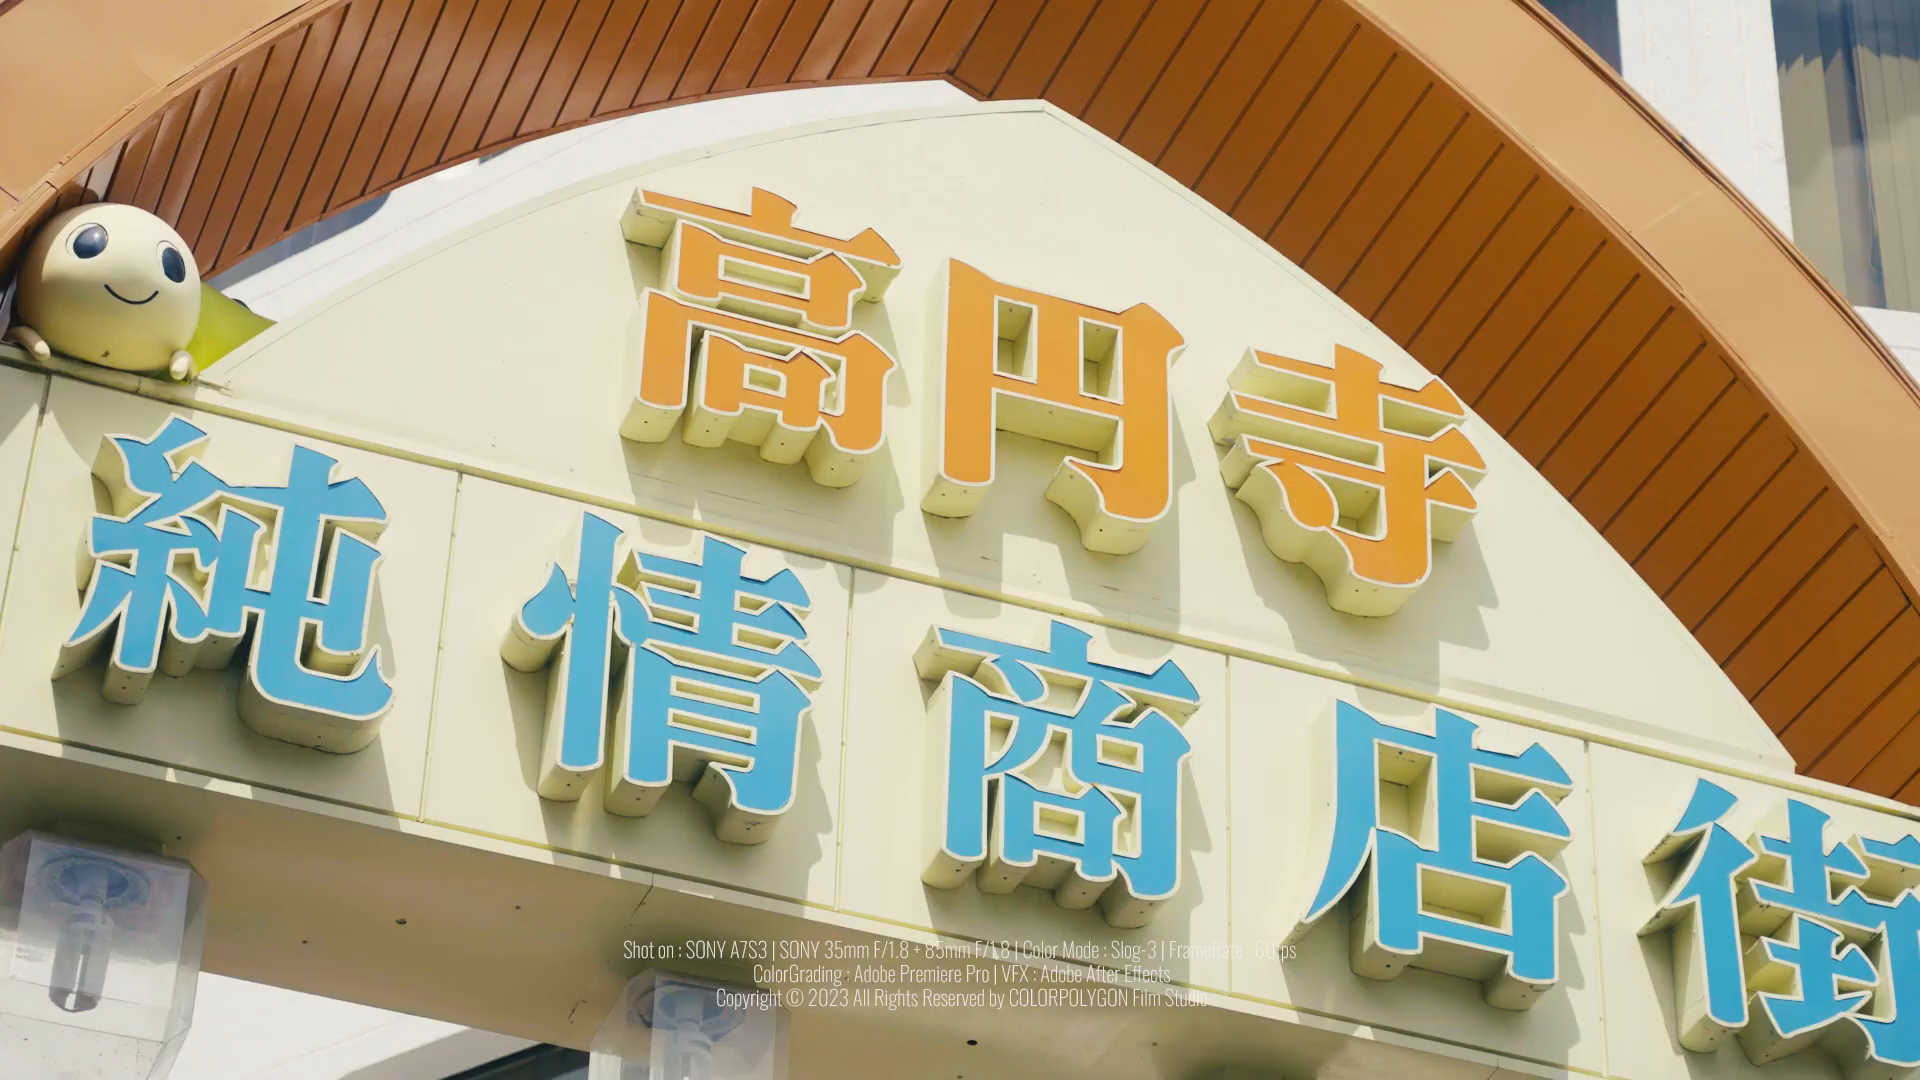 高円寺
純情商店街
Shot on : SONY A7S3 | SONY 35mm F/1.8 + 85mm F/1.8 | Color Mode : Slog-3 | FrameRate : 60fps
ColorGrading : Adobe Premiere Pro | VFX : Adobe After Effects
Copyright © 2023 All Rights Reserved by COLORPOLYGON Film Studio